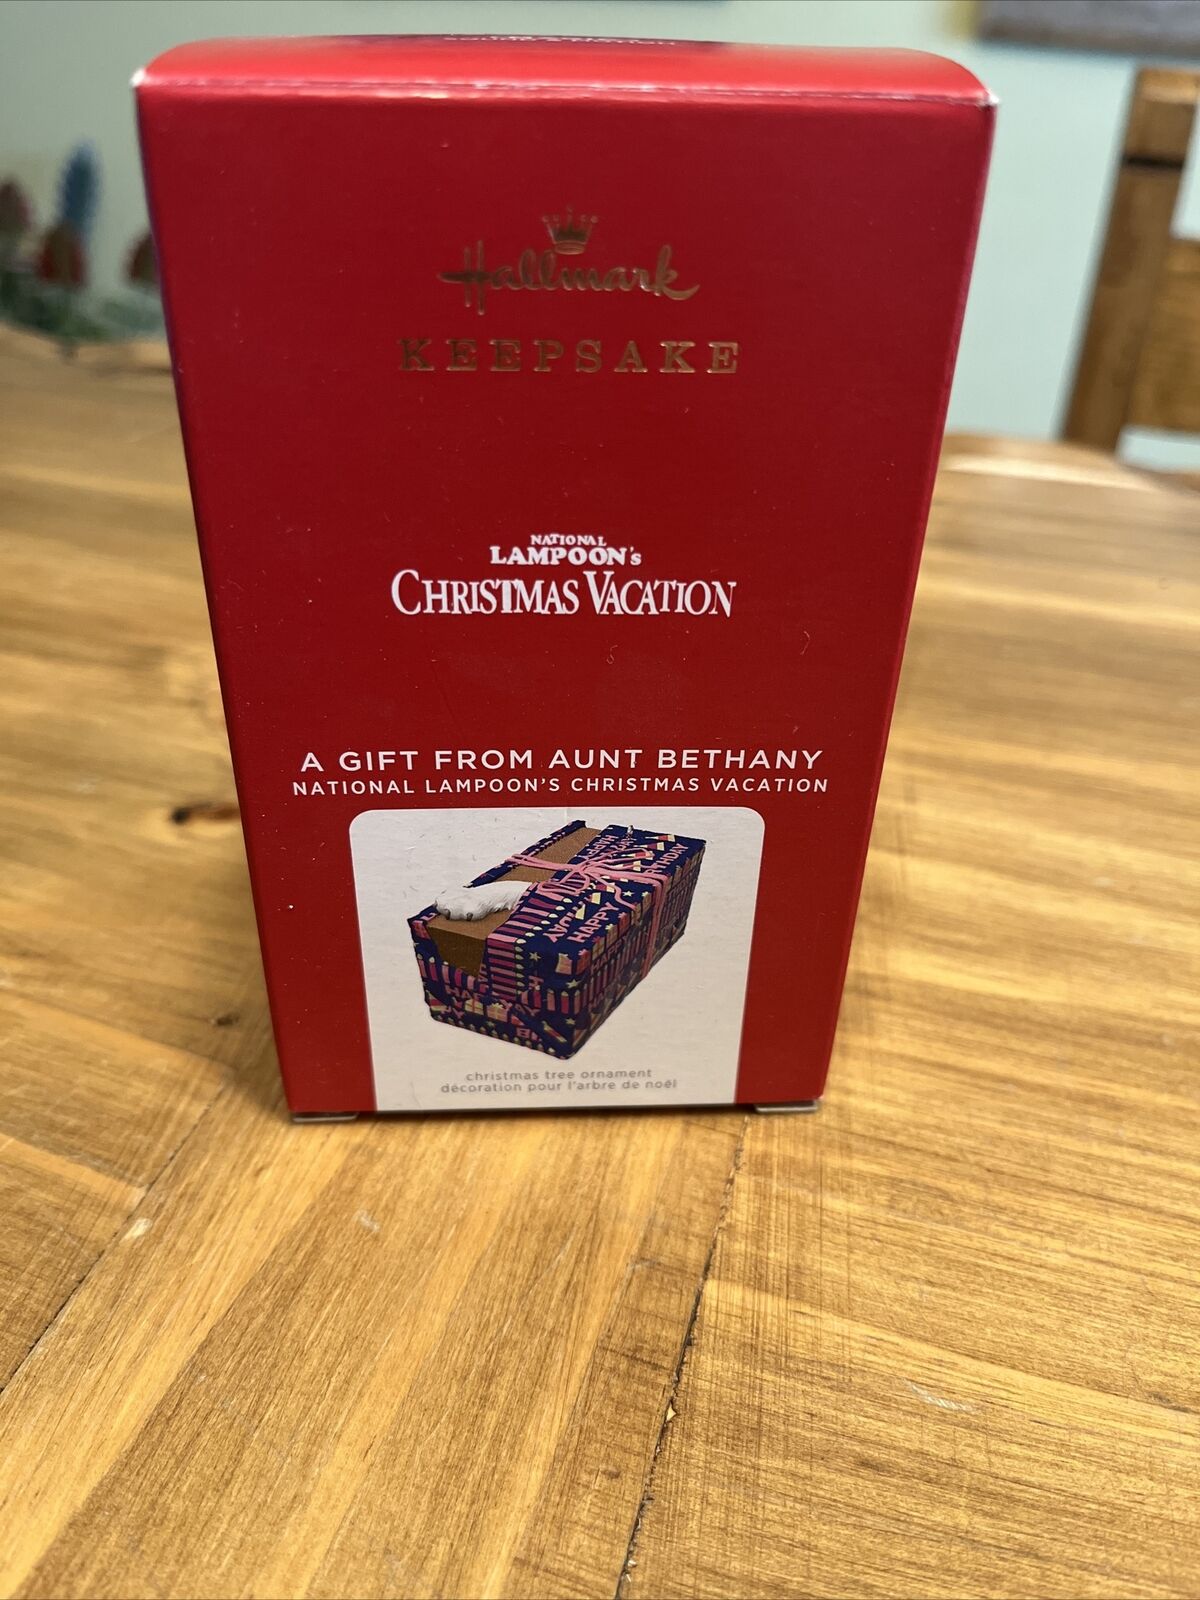 Hallmark
KEEPSAKE
NATIONAL
LAMPOON's
CHRISTMAS VACATION
A GIFT FROM AUNT BETHANY
NATIONAL LAMPOON'S CHRISTMAS VACATION
HAPPY
christmas tree ornament
décoration pour l'arbre de noël